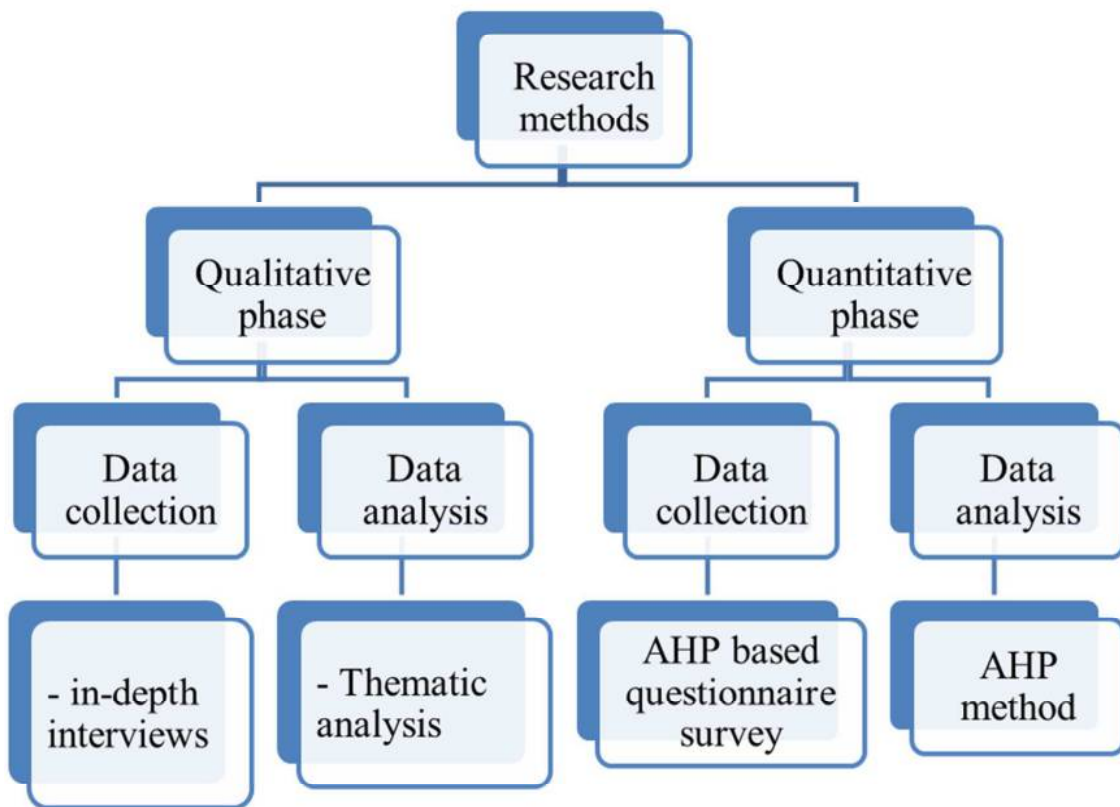 Research
methods
Qualitative
phase
Quantitative
phase
Data
collection
Data
analysis
Data
collection
Data
analysis
- in-depth
interviews
- Thematic
analysis
AHP based
questionnaire
survey
AHP
method